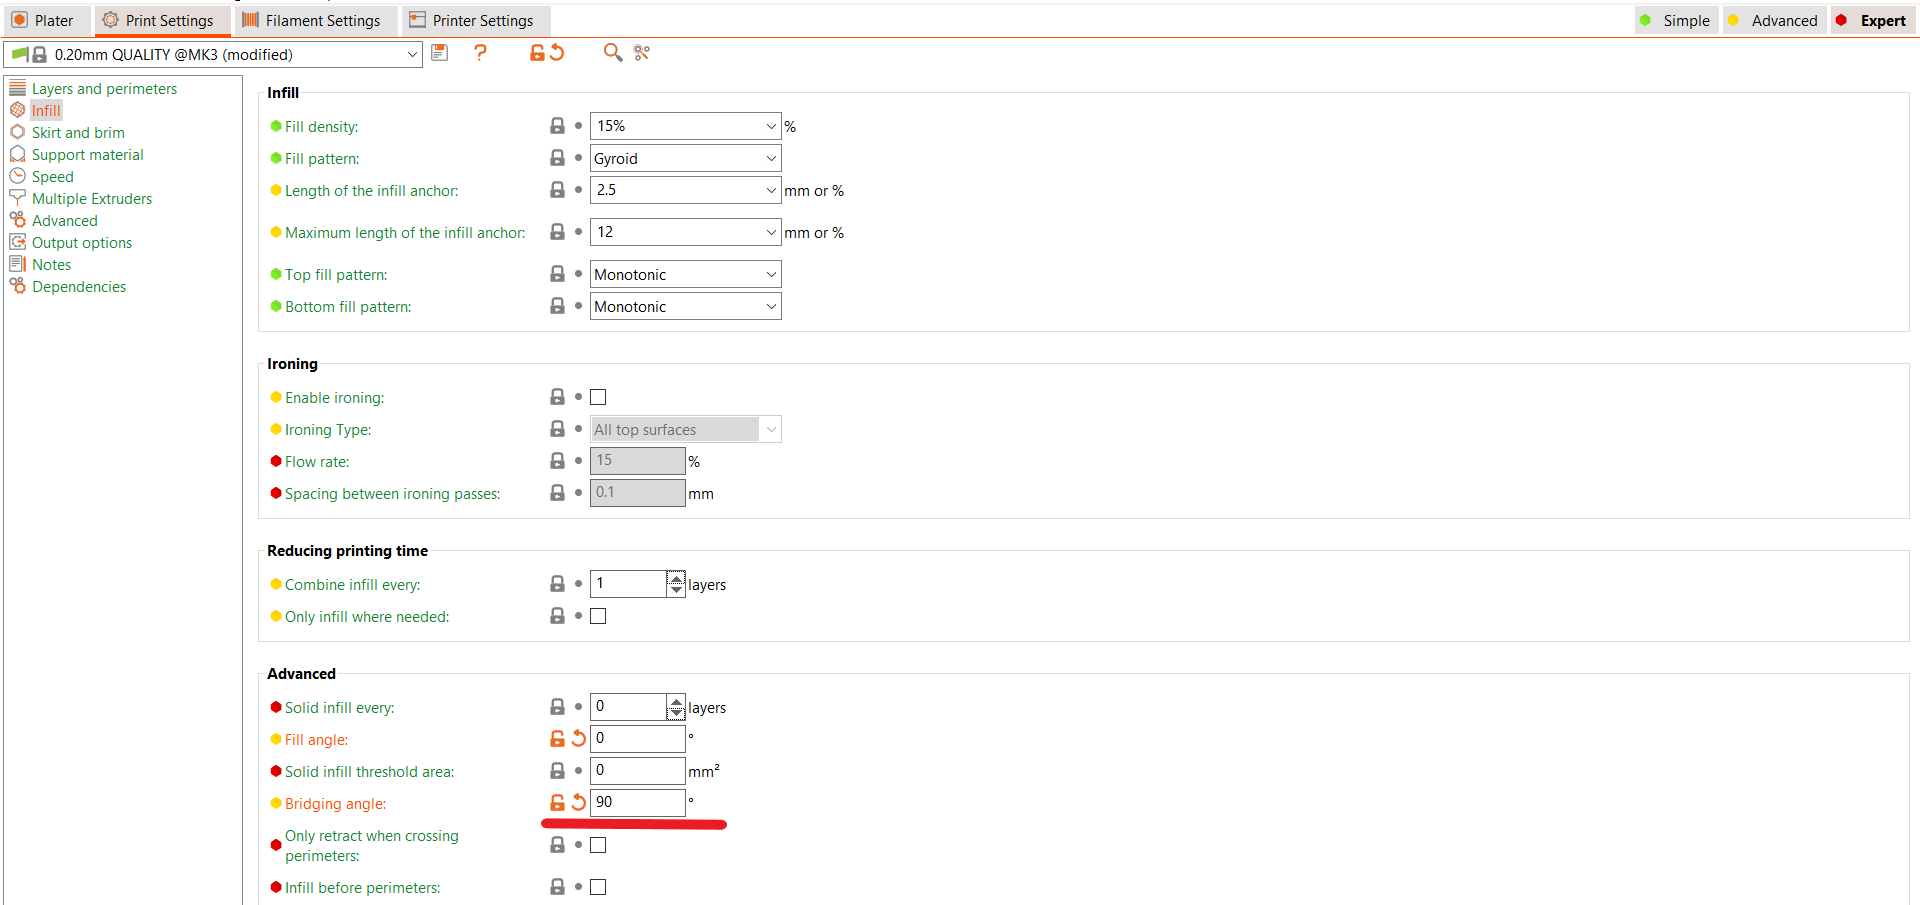 Plater Print Settings Filament Settings Printer Settings Simple Advanced Expert
0.20mm QUALITY @MK3 (modified) ?
Layers and perimeters
Infill
Skirt and brim
Support material
Speed
Multiple Extruders
Advanced
Output options
Notes
Dependencies
Infill
Fill density: 15% %
Fill pattern: Gyroid
Length of the infill anchor: 2.5 mm or %
Maximum length of the infill anchor: 12 mm or %
Top fill pattern: Monotonic
Bottom fill pattern: Monotonic
Ironing
Enable ironing:
Ironing Type: All top surfaces
Flow rate: 15 %
Spacing between ironing passes: 0.1 mm
Reducing printing time
Combine infill every: 1 layers
Only infill where needed:
Advanced
Solid infill every: 0 layers
Fill angle: 0 °
Solid infill threshold area: 0 mm²
Bridging angle: 90 °
Only retract when crossing
perimeters:
Infill before perimeters: